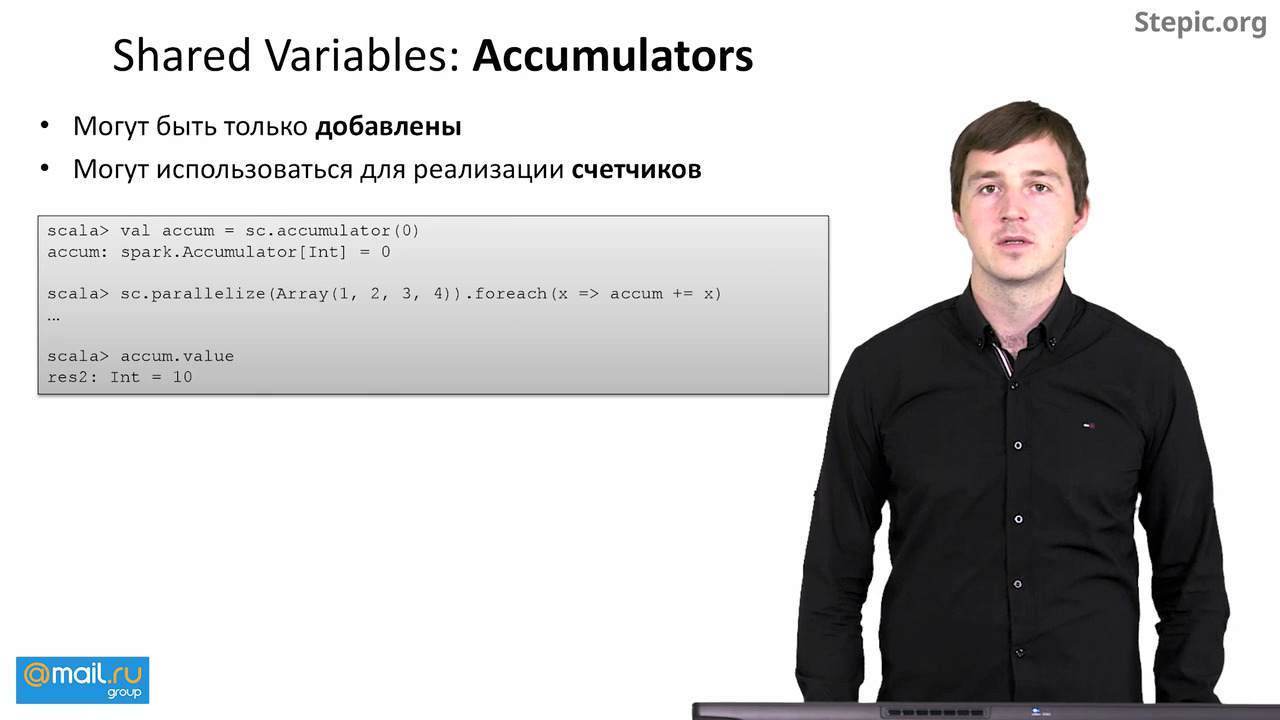 Stepic.org
Shared Variables: Accumulators
• Могут быть только добавлены
• Могут использоваться для реализации счетчиков
scala> val accum = sc.accumulator(0)
accum: spark.Accumulator[Int] = 0
scala> sc.parallelize(Array(1, 2, 3, 4)).foreach(x => accum += x)
…
scala> accum.value
res2: Int = 10
@mail.ru
group